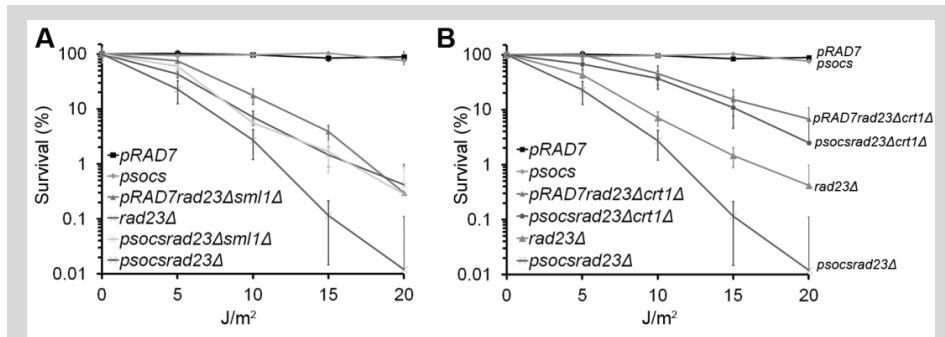 A
Survival (%)
100
10
1
0.1
0.01
pRAD7
psocs
pRAD7rad23Δsml1Δ
rad23Δ
psocsrad23Δsml1Δ
psocsrad23Δ
0 5 10 15 20
J/m²
B
Survival (%)
100
10
1
0.1
0.01
pRAD7
psocs
pRAD7rad23Δcrt1Δ
psocsrad23Δcrt1Δ
rad23Δ
psocsrad23Δ
pRAD7
psocs
pRAD7rad23Δcrt1Δ
psocsrad23Δcrt1Δ
rad23Δ
psocsrad23Δ
0 5 10 15 20
J/m²